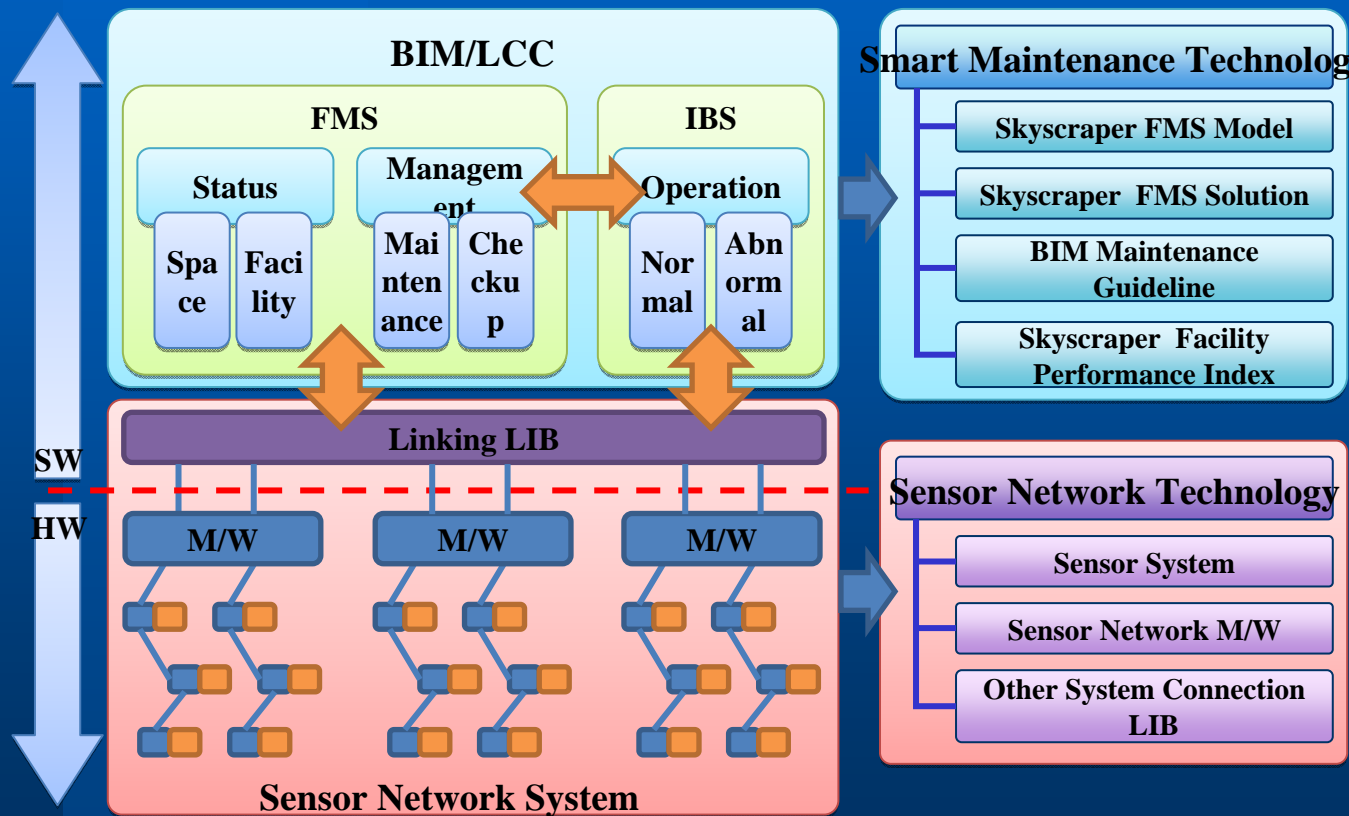 BIM/LCC
FMS
IBS
Status
Managem
ent
Operation
Spa
ce
Faci
lity
Mai
nten
ance
Che
cku
p
Nor
mal
Abn
orm
al
Linking LIB
SW
HW
M/W
M/W
M/W
Sensor Network System
Smart Maintenance Technolog
Skyscraper FMS Model
Skyscraper  FMS Solution
BIM Maintenance
Guideline
Skyscraper  Facility
Performance Index
Sensor Network Technology
Sensor System
Sensor Network M/W
Other System Connection
LIB